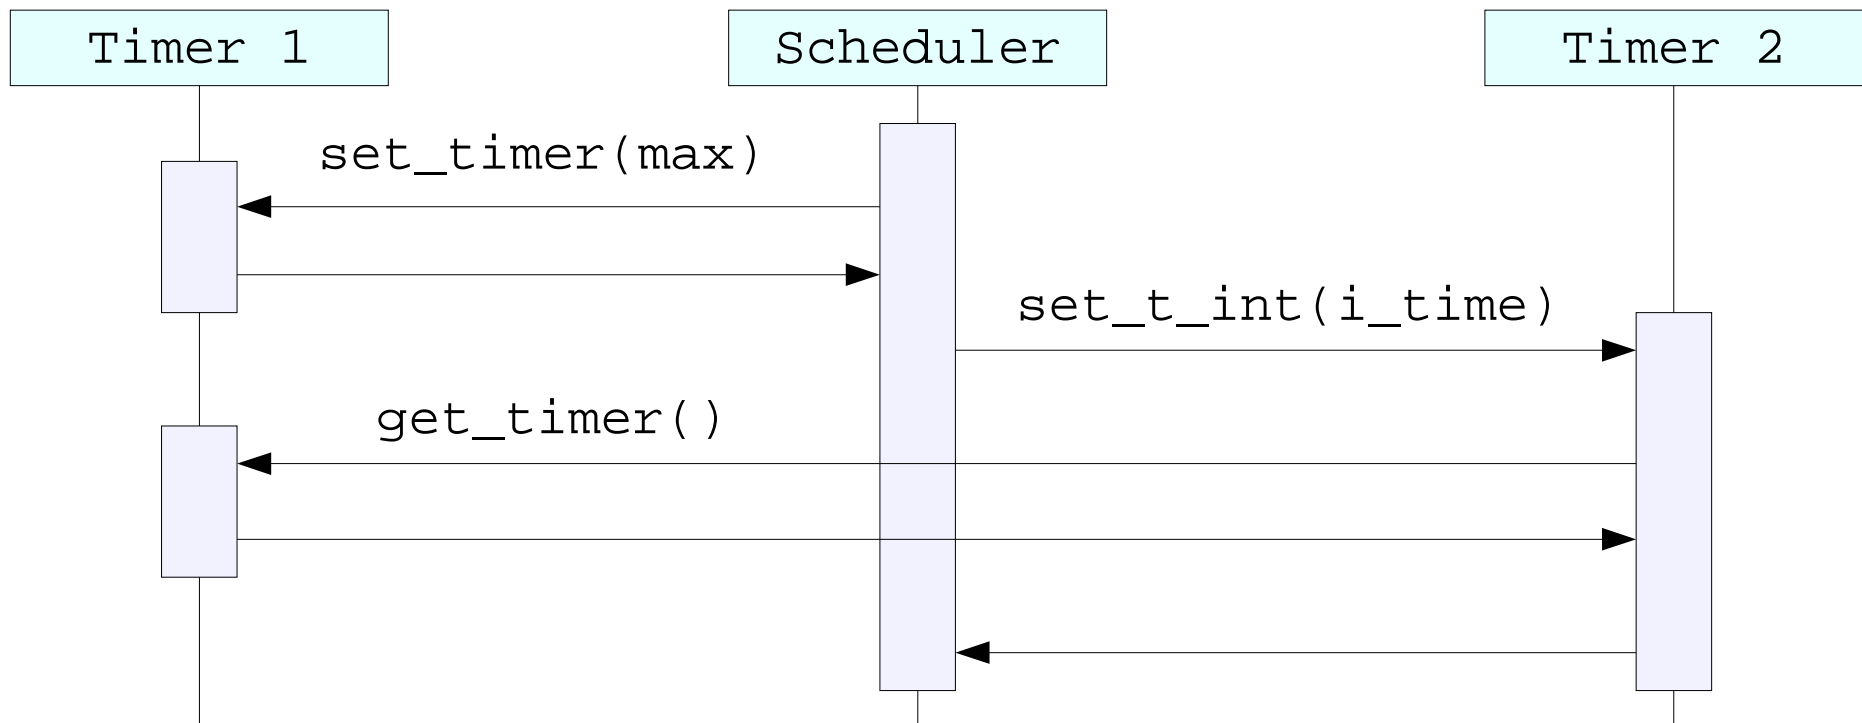 Timer 1
Scheduler
Timer 2
set_timer(max)
set_t_int(i_time)
get_timer()